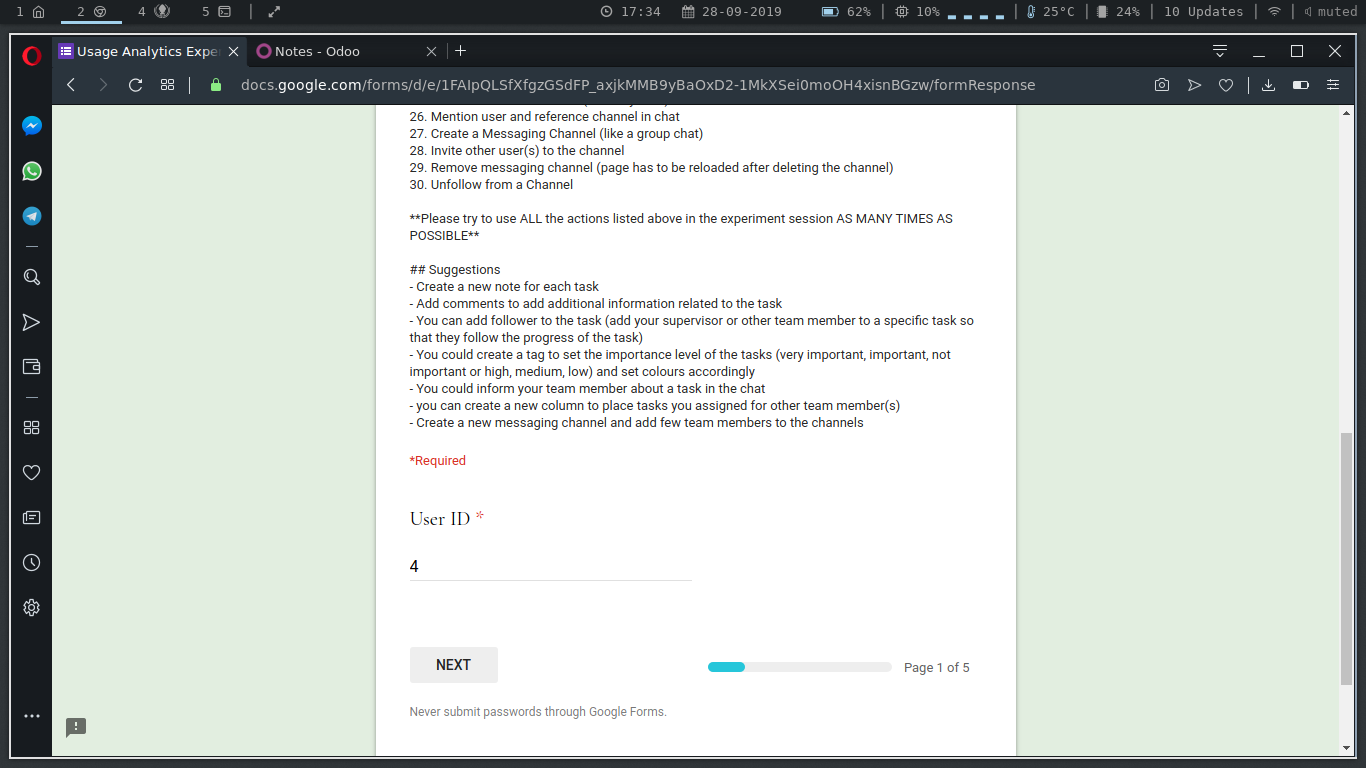 1 2 4 5 17:34 28-09-2019 62% 10% 25°C 24% 10 Updates muted
Usage Analytics Expe Notes - Odoo
docs.google.com/forms/d/e/1FAIpQLSfXfgzGSdFP_axjkMMB9yBaOxD2-1MkXSei0moOH4xisnBGzw/formResponse
26. Mention user and reference channel in chat
27. Create a Messaging Channel (like a group chat)
28. Invite other user(s) to the channel
29. Remove messaging channel (page has to be reloaded after deleting the channel)
30. Unfollow from a Channel
**Please try to use ALL the actions listed above in the experiment session AS MANY TIMES AS
POSSIBLE**
## Suggestions
- Create a new note for each task
- Add comments to add additional information related to the task
- You can add follower to the task (add your supervisor or other team member to a specific task so
that they follow the progress of the task)
- You could create a tag to set the importance level of the tasks (very important, important, not
important or high, medium, low) and set colours accordingly
- You could inform your team member about a task in the chat
- you can create a new column to place tasks you assigned for other team member(s)
- Create a new messaging channel and add few team members to the channels
*Required
User ID *
4
NEXT
Page 1 of 5
Never submit passwords through Google Forms.